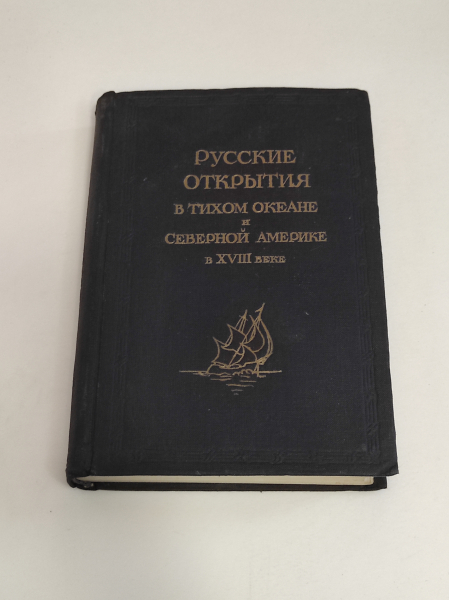 РУССКИЕ
ОТКРЫТИЯ
В ТИХОМ ОКЕАНЕ
И
СЕВЕРНОЙ АМЕРИКЕ
В XVIII ВЕКЕ